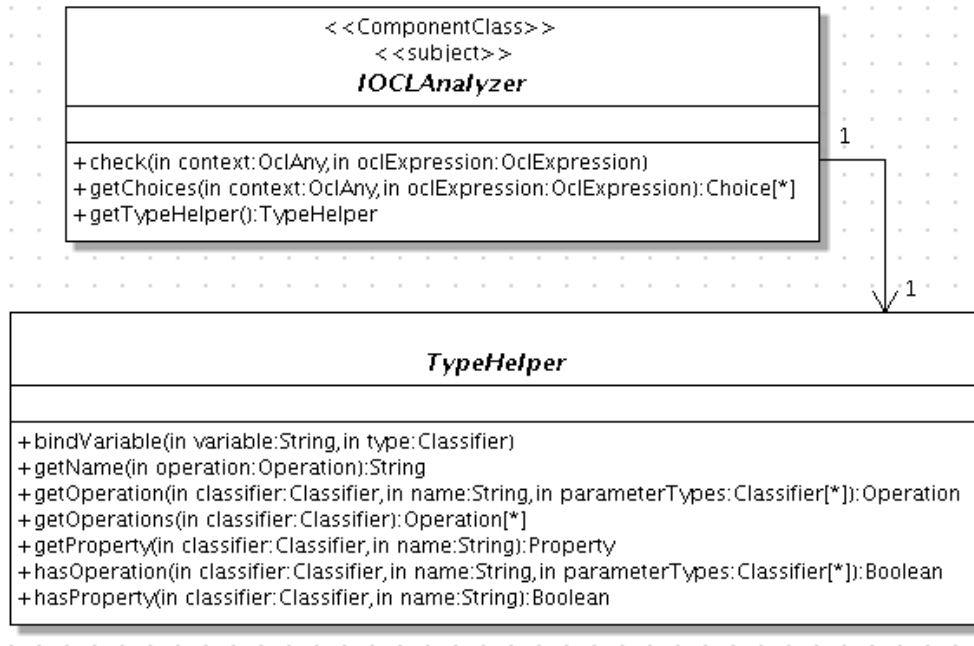 <<ComponentClass>>
<<subject>>
IOCLAnalyzer
+check(in context:OclAny,in oclExpression:OclExpression)
+getChoices(in context:OclAny,in oclExpression:OclExpression):Choice[*]
+getTypeHelper():TypeHelper
1
1
TypeHelper
+bindVariable(in variable:String,in type:Classifier)
+getName(in operation:Operation):String
+getOperation(in classifier:Classifier,in name:String,in parameterTypes:Classifier[*]):Operation
+getOperations(in classifier:Classifier):Operation[*]
+getProperty(in classifier:Classifier,in name:String):Property
+hasOperation(in classifier:Classifier,in name:String,in parameterTypes:Classifier[*]):Boolean
+hasProperty(in classifier:Classifier,in name:String):Boolean